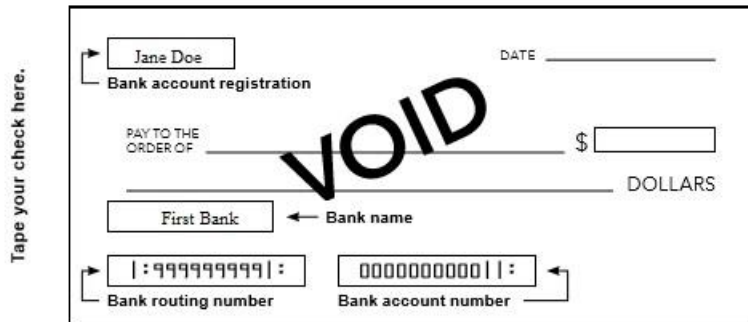 Tape your check here.
Jane Doe
DATE
Bank account registration
VOID
PAY TO THE
ORDER OF
$
DOLLARS
First Bank
Bank name
|:999999999|:
0000000000||:
Bank routing number
Bank account number